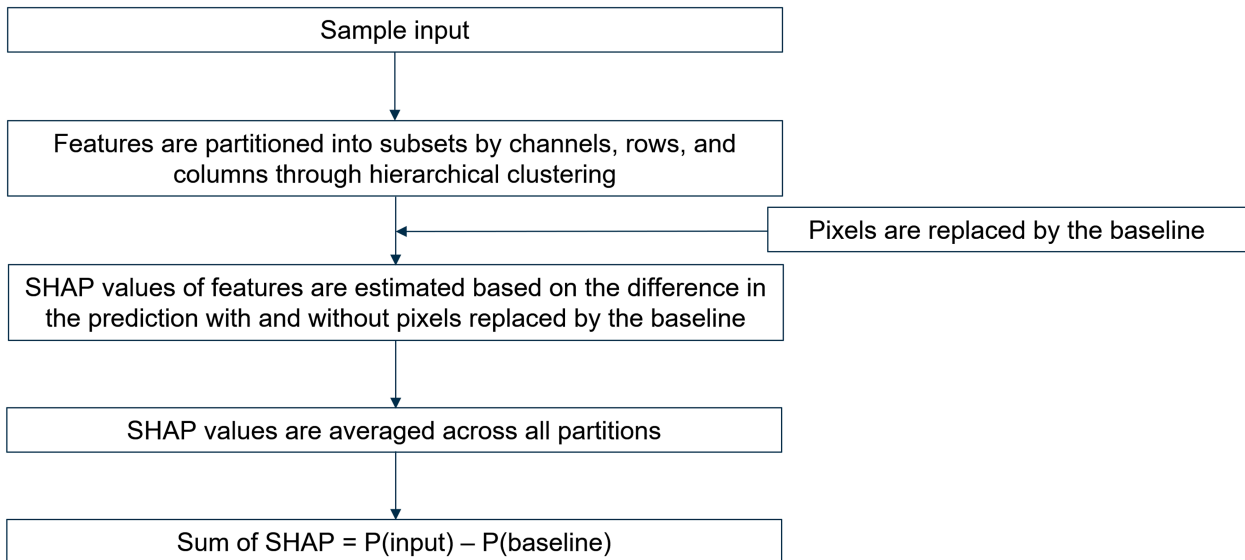 Sample input
Features are partitioned into subsets by channels, rows, and
columns through hierarchical clustering
Pixels are replaced by the baseline
SHAP values of features are estimated based on the difference in
the prediction with and without pixels replaced by the baseline
SHAP values are averaged across all partitions
Sum of SHAP = P(input) – P(baseline)